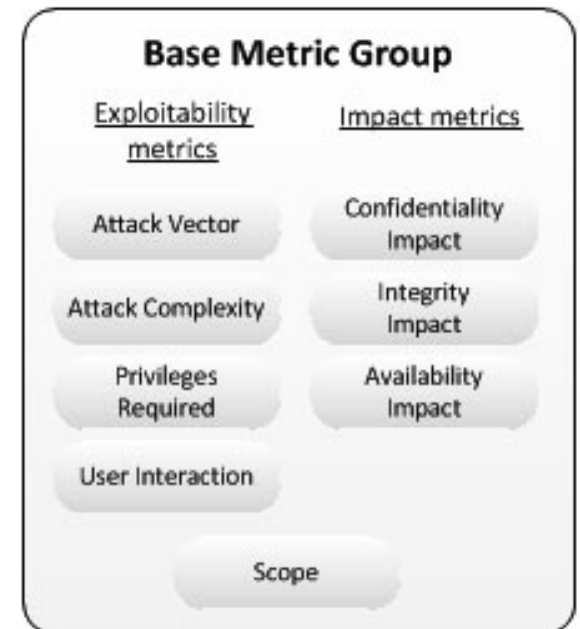 Base Metric Group
Exploitability
metrics
Attack Vector
Attack Complexity
Privileges
Required
User Interaction
Impact metrics
Confidentiality
Impact
Integrity
Impact
Availability
Impact
Scope